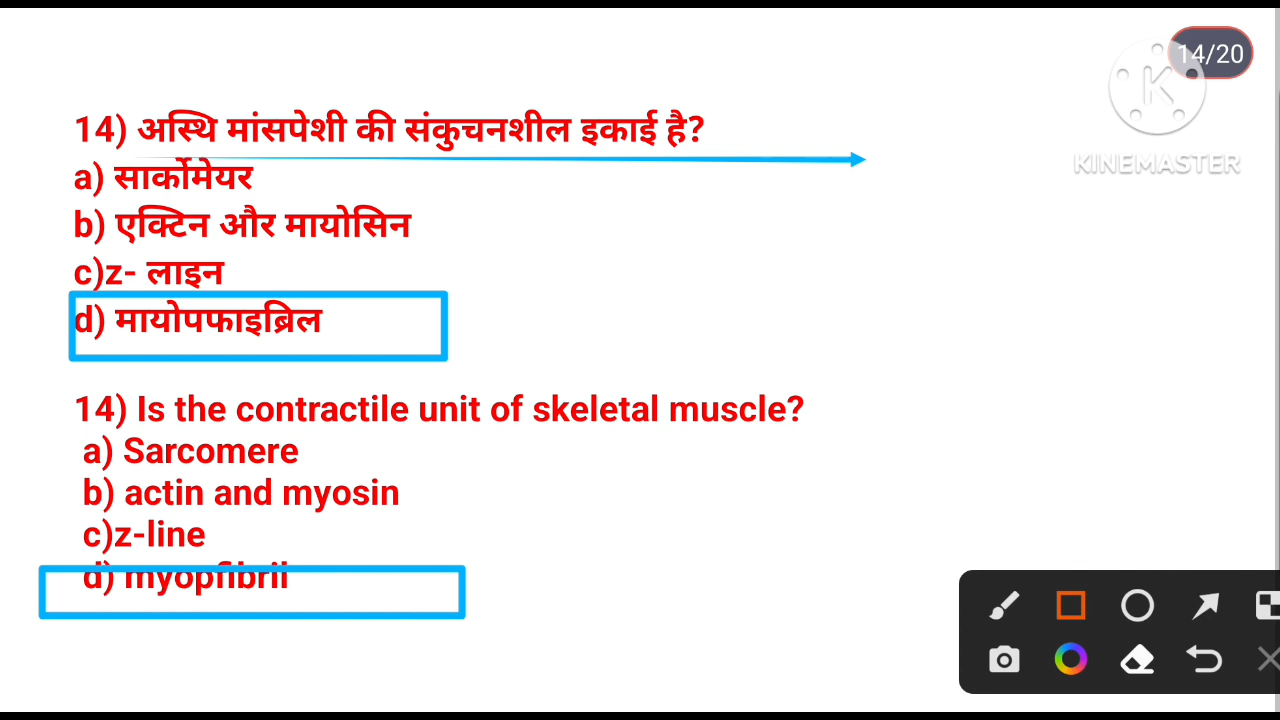 14/20
KINEMASTER
14) अस्थि मांसपेशी की संकुचनशील इकाई है?
a) सार्कोमेयर
b) एक्टिन और मायोसिन
c)z- लाइन
d) मायोपफाइब्रिल
14) Is the contractile unit of skeletal muscle?
a) Sarcomere
b) actin and myosin
c)z-line
d) myopfibril